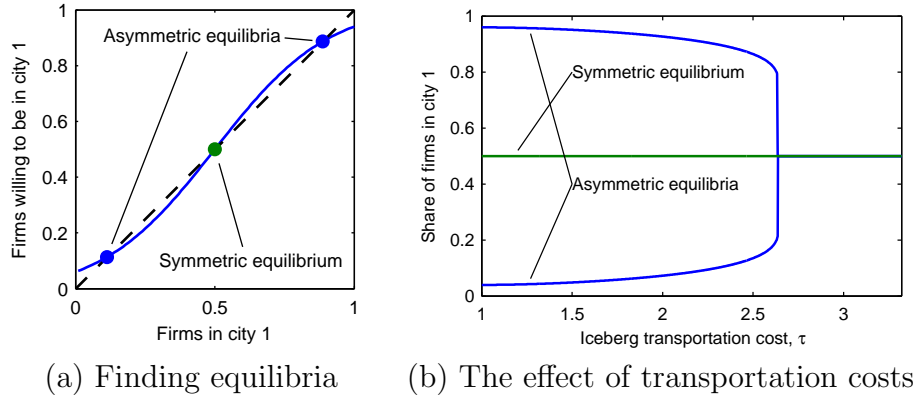 Firms willing to be in city 1
1
0.8
0.6
0.4
0.2
0
Asymmetric equilibria
Symmetric equilibrium
0
0.5
1
Firms in city 1
(a) Finding equilibria
Share of firms in city 1
1
0.8
0.6
0.4
0.2
0
Symmetric equilibrium
Asymmetric equilibria
1
1.5
2
2.5
3
Iceberg transportation cost, τ
(b) The effect of transportation costs